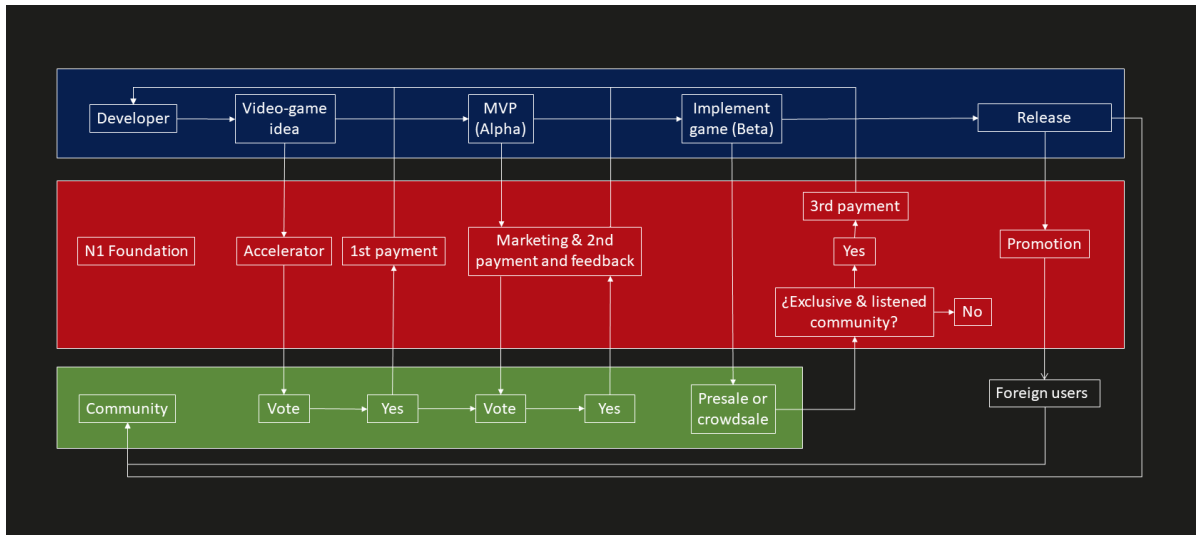 Developer
Video-game
idea
MVP
(Alpha)
Implement
game (Beta)
Release
N1 Foundation
Accelerator
1st payment
Marketing & 2nd
payment and feedback
3rd payment
Yes
¿Exclusive & listened
community?
No
Promotion
Community
Vote
Yes
Vote
Yes
Presale or
crowdsale
Foreign users